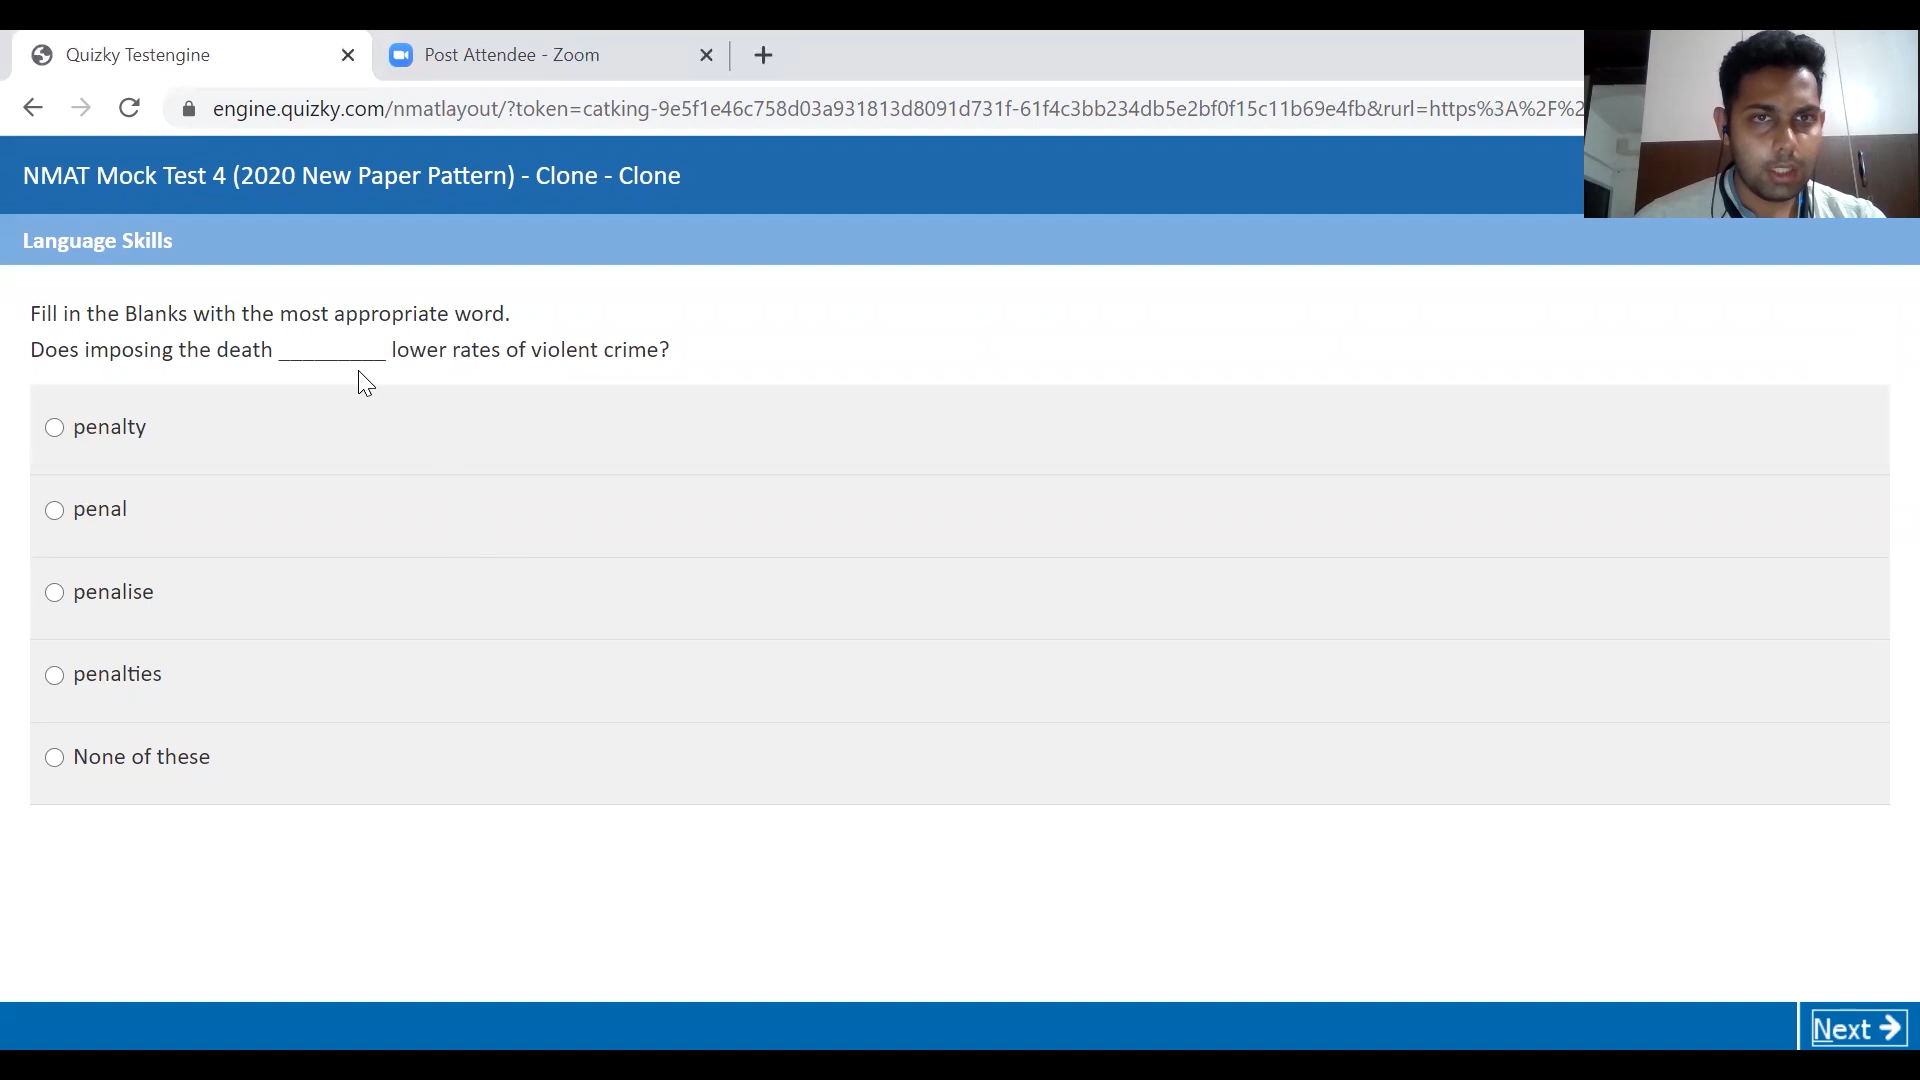 Quizky Testengine
Post Attendee - Zoom
engine.quizky.com/nmatlayout/?token=catking-9e5f1e46c758d03a931813d8091d731f-61f4c3bb234db5e2bf0f15c11b69e4fb&rurl=https%3A%2F%2
NMAT Mock Test 4 (2020 New Paper Pattern) - Clone - Clone
Language Skills
Fill in the Blanks with the most appropriate word.
Does imposing the death _________ lower rates of violent crime?
penalty
penal
penalise
penalties
None of these
Next